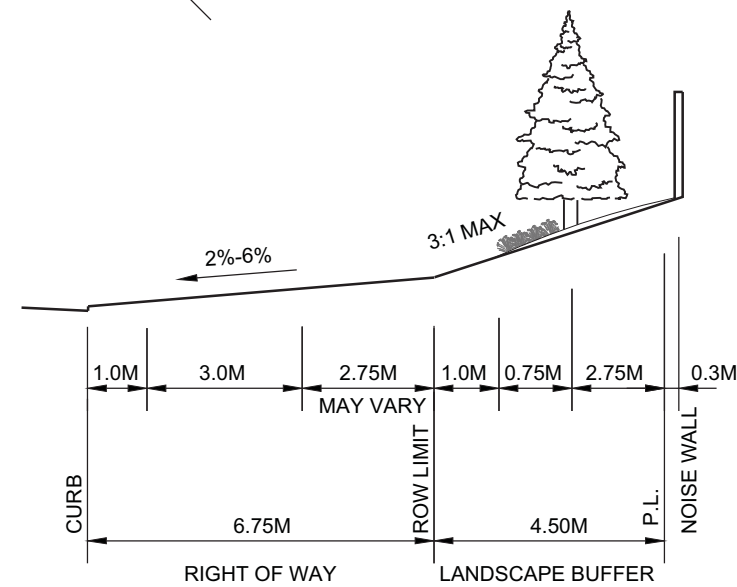 3:1 MAX
2%-6%
1.0M 3.0M 2.75M 1.0M 0.75M 2.75M 0.3M
MAY VARY
CURB
ROW LIMIT
P.L.
NOISE WALL
6.75M 4.50M
RIGHT OF WAY LANDSCAPE BUFFER